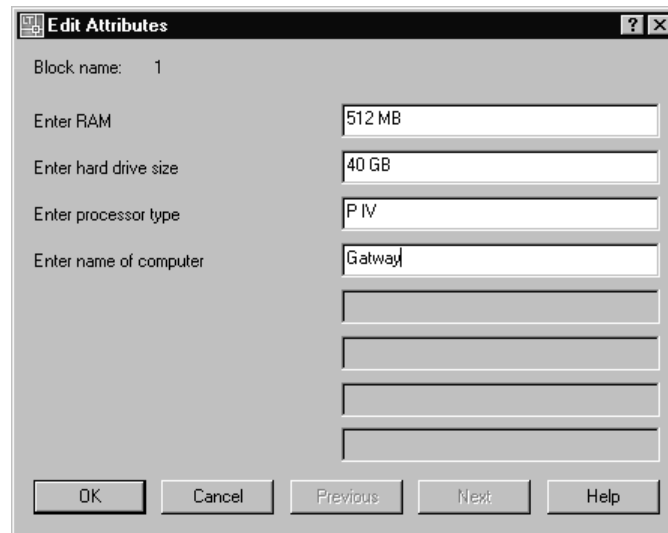 LT Edit Attributes ? ×
Block name: 1
Enter RAM 512 MB
Enter hard drive size 40 GB
Enter processor type P IV
Enter name of computer Gatway
OK Cancel Previous Next Help